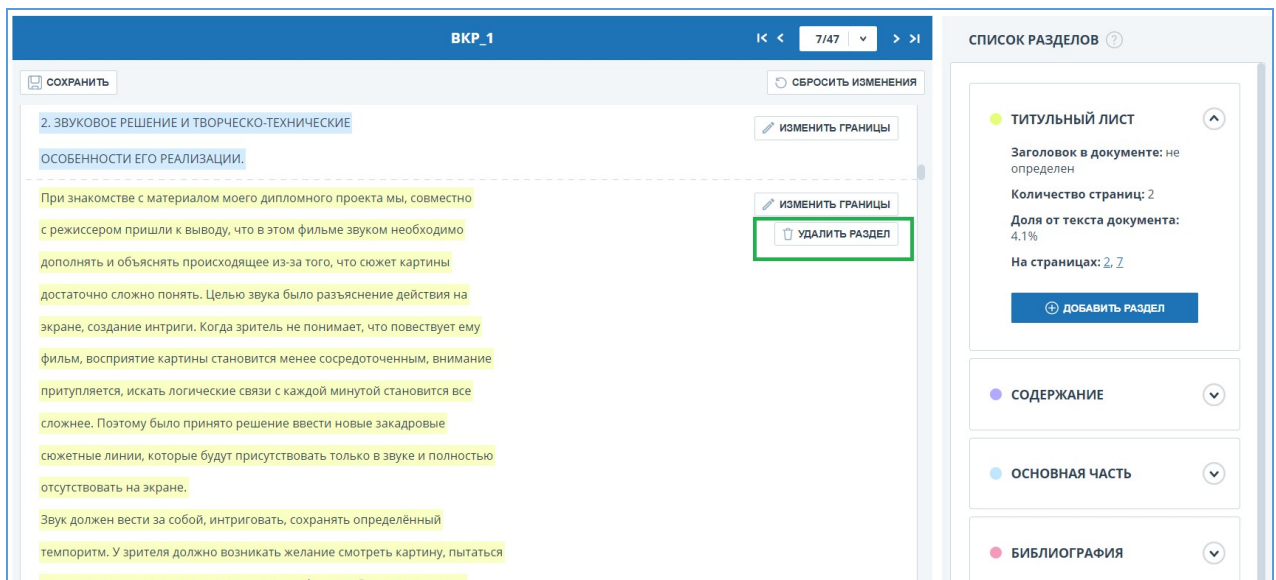 ВКР_1
7/47
СПИСОК РАЗДЕЛОВ ?
СОХРАНИТЬ
СБРОСИТЬ ИЗМЕНЕНИЯ
2. ЗВУКОВОЕ РЕШЕНИЕ И ТВОРЧЕСКО-ТЕХНИЧЕСКИЕ
ОСОБЕННОСТИ ЕГО РЕАЛИЗАЦИИ.
ИЗМЕНИТЬ ГРАНИЦЫ
При знакомстве с материалом моего дипломного проекта мы, совместно
с режиссером пришли к выводу, что в этом фильме звуком необходимо
дополнять и объяснять происходящее из-за того, что сюжет картины
достаточно сложно понять. Целью звука было разъяснение действия на
экране, создание интриги. Когда зритель не понимает, что повествует ему
фильм, восприятие картины становится менее сосредоточенным, внимание
притупляется, искать логические связи с каждой минутой становится все
сложнее. Поэтому было принято решение ввести новые закадровые
сюжетные линии, которые будут присутствовать только в звуке и полностью
отсутствовать на экране.
Звук должен вести за собой, интриговать, сохранять определённый
темпоритм. У зрителя должно возникать желание смотреть картину, пытаться
ИЗМЕНИТЬ ГРАНИЦЫ
УДАЛИТЬ РАЗДЕЛ
ТИТУЛЬНЫЙ ЛИСТ
Заголовок в документе: не
определен
Количество страниц: 2
Доля от текста документа:
4.1%
На страницах: 2, 7
ДОБАВИТЬ РАЗДЕЛ
СОДЕРЖАНИЕ
ОСНОВНАЯ ЧАСТЬ
БИБЛИОГРАФИЯ